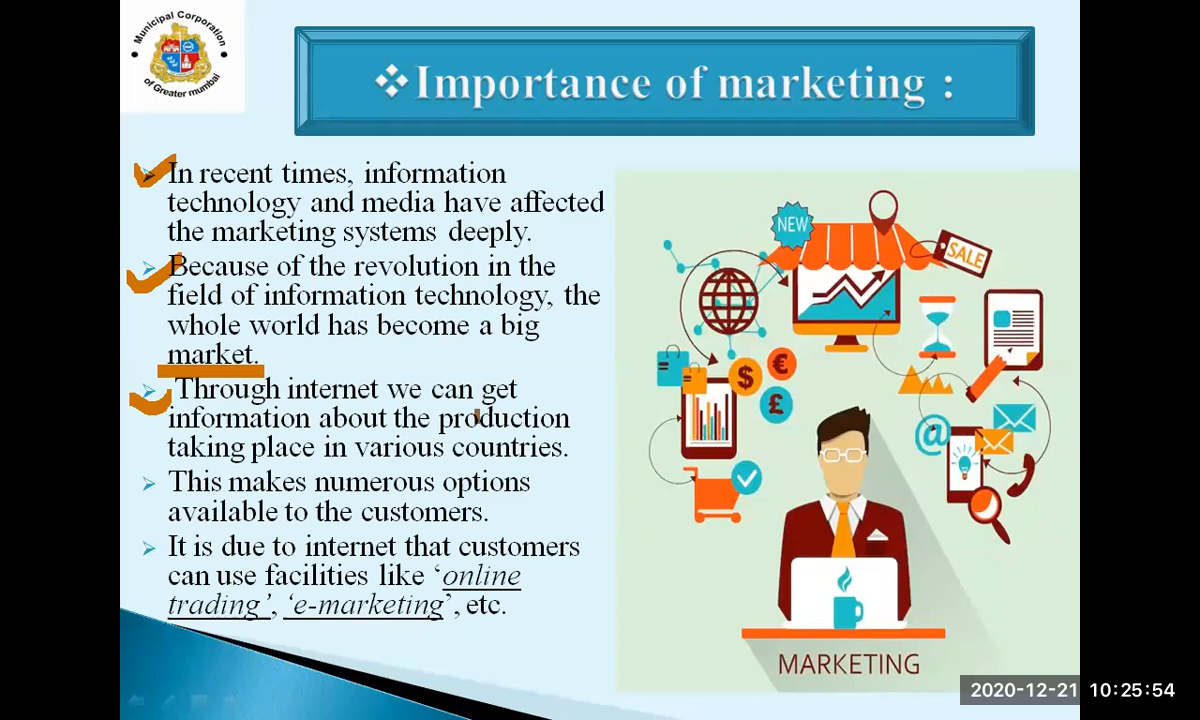 Municipal Corporation
of Greater mumbai
❖Importance of marketing :
➢ In recent times, information
technology and media have affected
the marketing systems deeply.
➢ Because of the revolution in the
field of information technology, the
whole world has become a big
market.
➢ Through internet we can get
information about the production
taking place in various countries.
➢ This makes numerous options
available to the customers.
➢ It is due to internet that customers
can use facilities like ‘online
trading’, ‘e-marketing’, etc.
NEW
SALE
$
€
£
@
MARKETING
2020-12-21 10:25:54